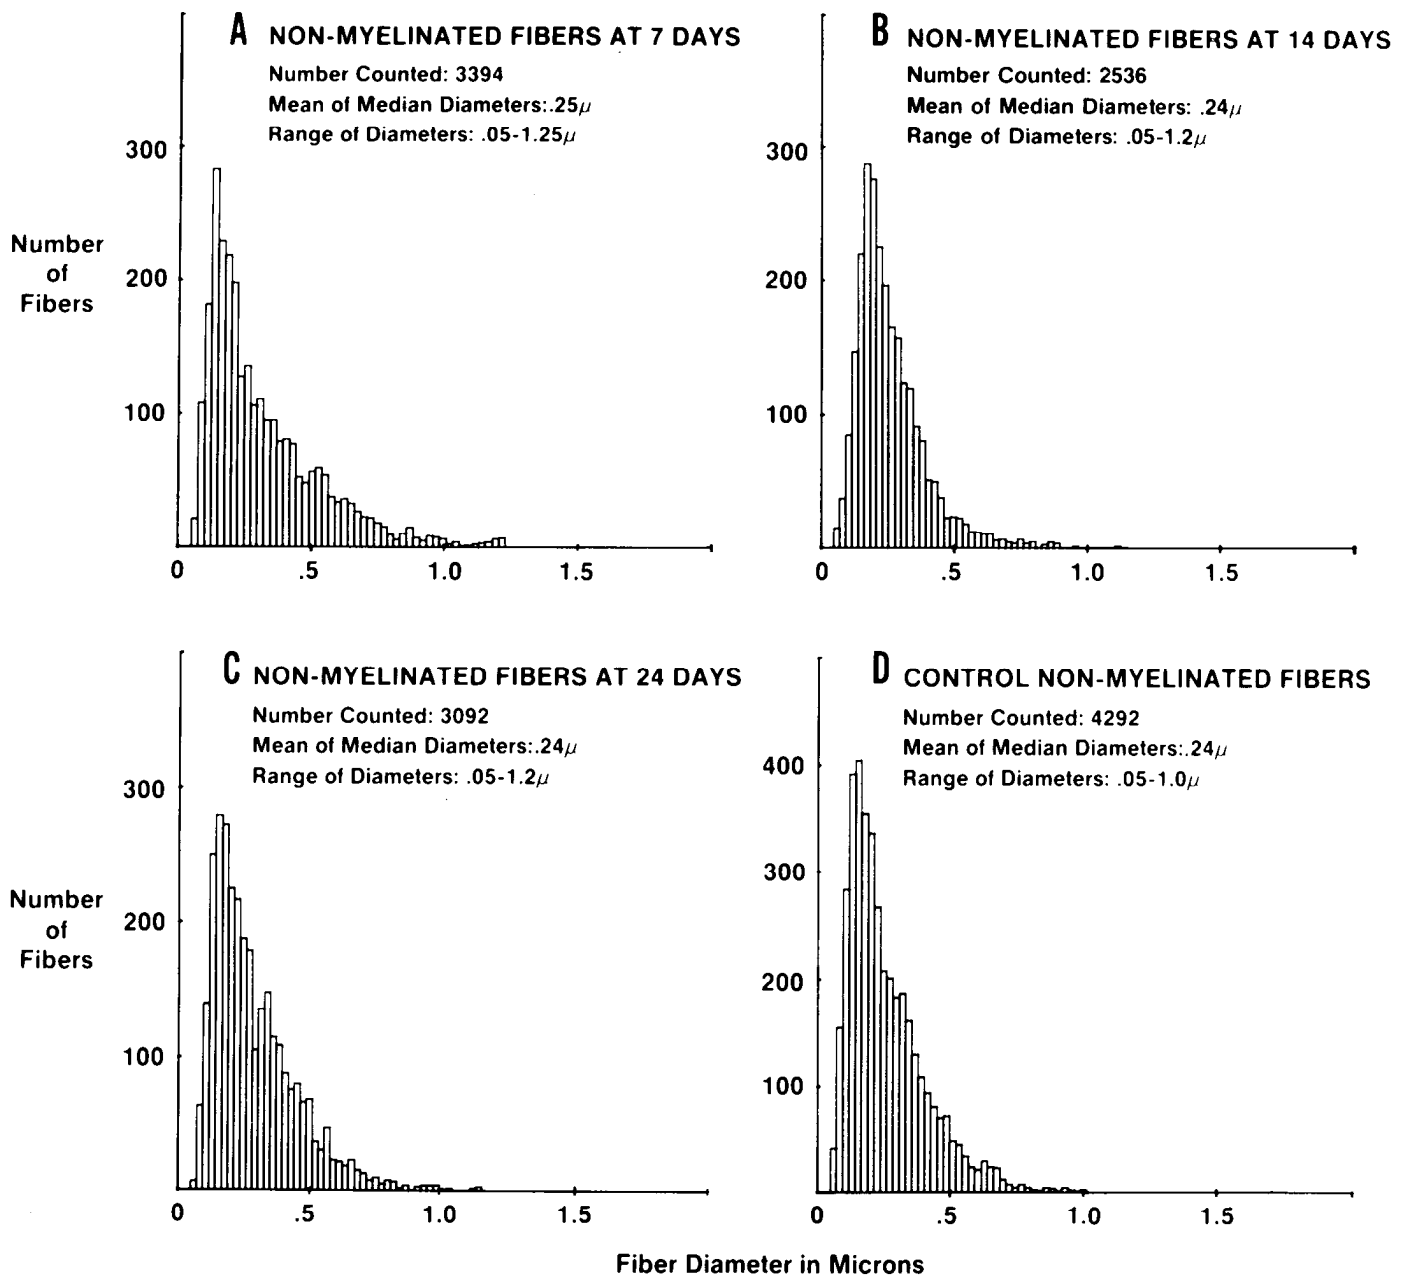 A NON-MYELINATED FIBERS AT 7 DAYS
Number Counted: 3394
Mean of Median Diameters:.25μ
Range of Diameters: .05-1.25μ
300
200
100
Number
of
Fibers
0 .5 1.0 1.5
B NON-MYELINATED FIBERS AT 14 DAYS
Number Counted: 2536
Mean of Median Diameters: .24μ
Range of Diameters: .05-1.2μ
300
200
100
0 .5 1.0 1.5
C NON-MYELINATED FIBERS AT 24 DAYS
Number Counted: 3092
Mean of Median Diameters:.24μ
Range of Diameters: .05-1.2μ
300
200
100
Number
of
Fibers
0 .5 1.0 1.5
D CONTROL NON-MYELINATED FIBERS
Number Counted: 4292
Mean of Median Diameters:.24μ
Range of Diameters: .05-1.0μ
400
300
200
100
0 .5 1.0 1.5
Fiber Diameter in Microns